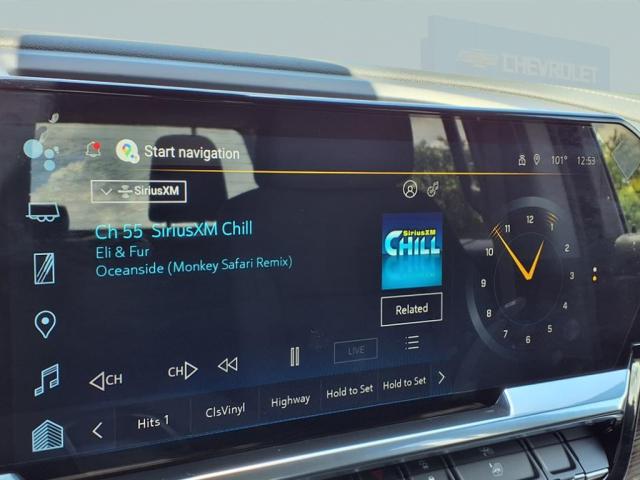 CHEVROLET
Start navigation
101° 12:53
SiriusXM
Ch 55 SiriusXM Chill
Eli & Fur
Oceanside (Monkey Safari Remix)
SiriusXM
CHILL
Related
CH
CH
LIVE
Hits 1
ClsVinyl
Highway
Hold to Set
Hold to Set
12
1
2
3
4
5
6
7
8
9
10
11